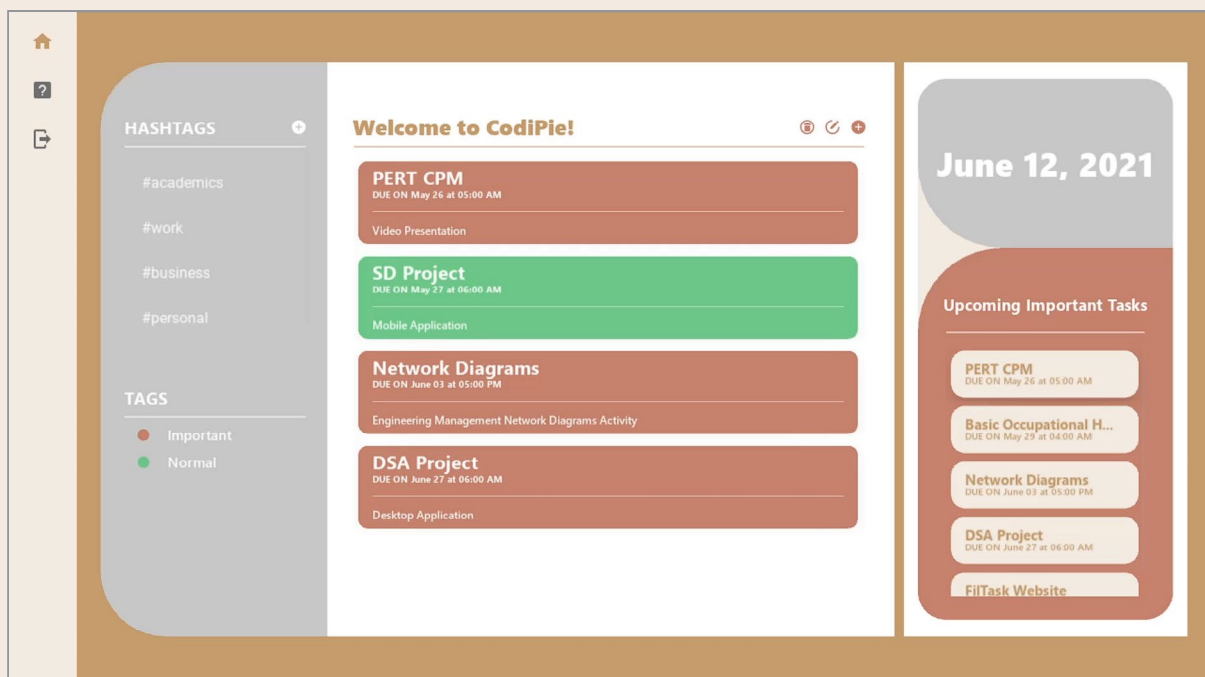 HASHTAGS
#academics
#work
#business
#personal
TAGS
Important
Normal
Welcome to CodiPie!
PERT CPM
DUE ON May 26 at 05:00 AM
Video Presentation
SD Project
DUE ON May 27 at 06:00 AM
Mobile Application
Network Diagrams
DUE ON June 03 at 05:00 PM
Engineering Management Network Diagrams Activity
DSA Project
DUE ON June 27 at 06:00 AM
Desktop Application
June 12, 2021
Upcoming Important Tasks
PERT CPM
DUE ON May 26 at 05:00 AM
Basic Occupational H...
DUE ON May 29 at 04:00 AM
Network Diagrams
DUE ON June 03 at 05:00 PM
DSA Project
DUE ON June 27 at 06:00 AM
FilTask Website